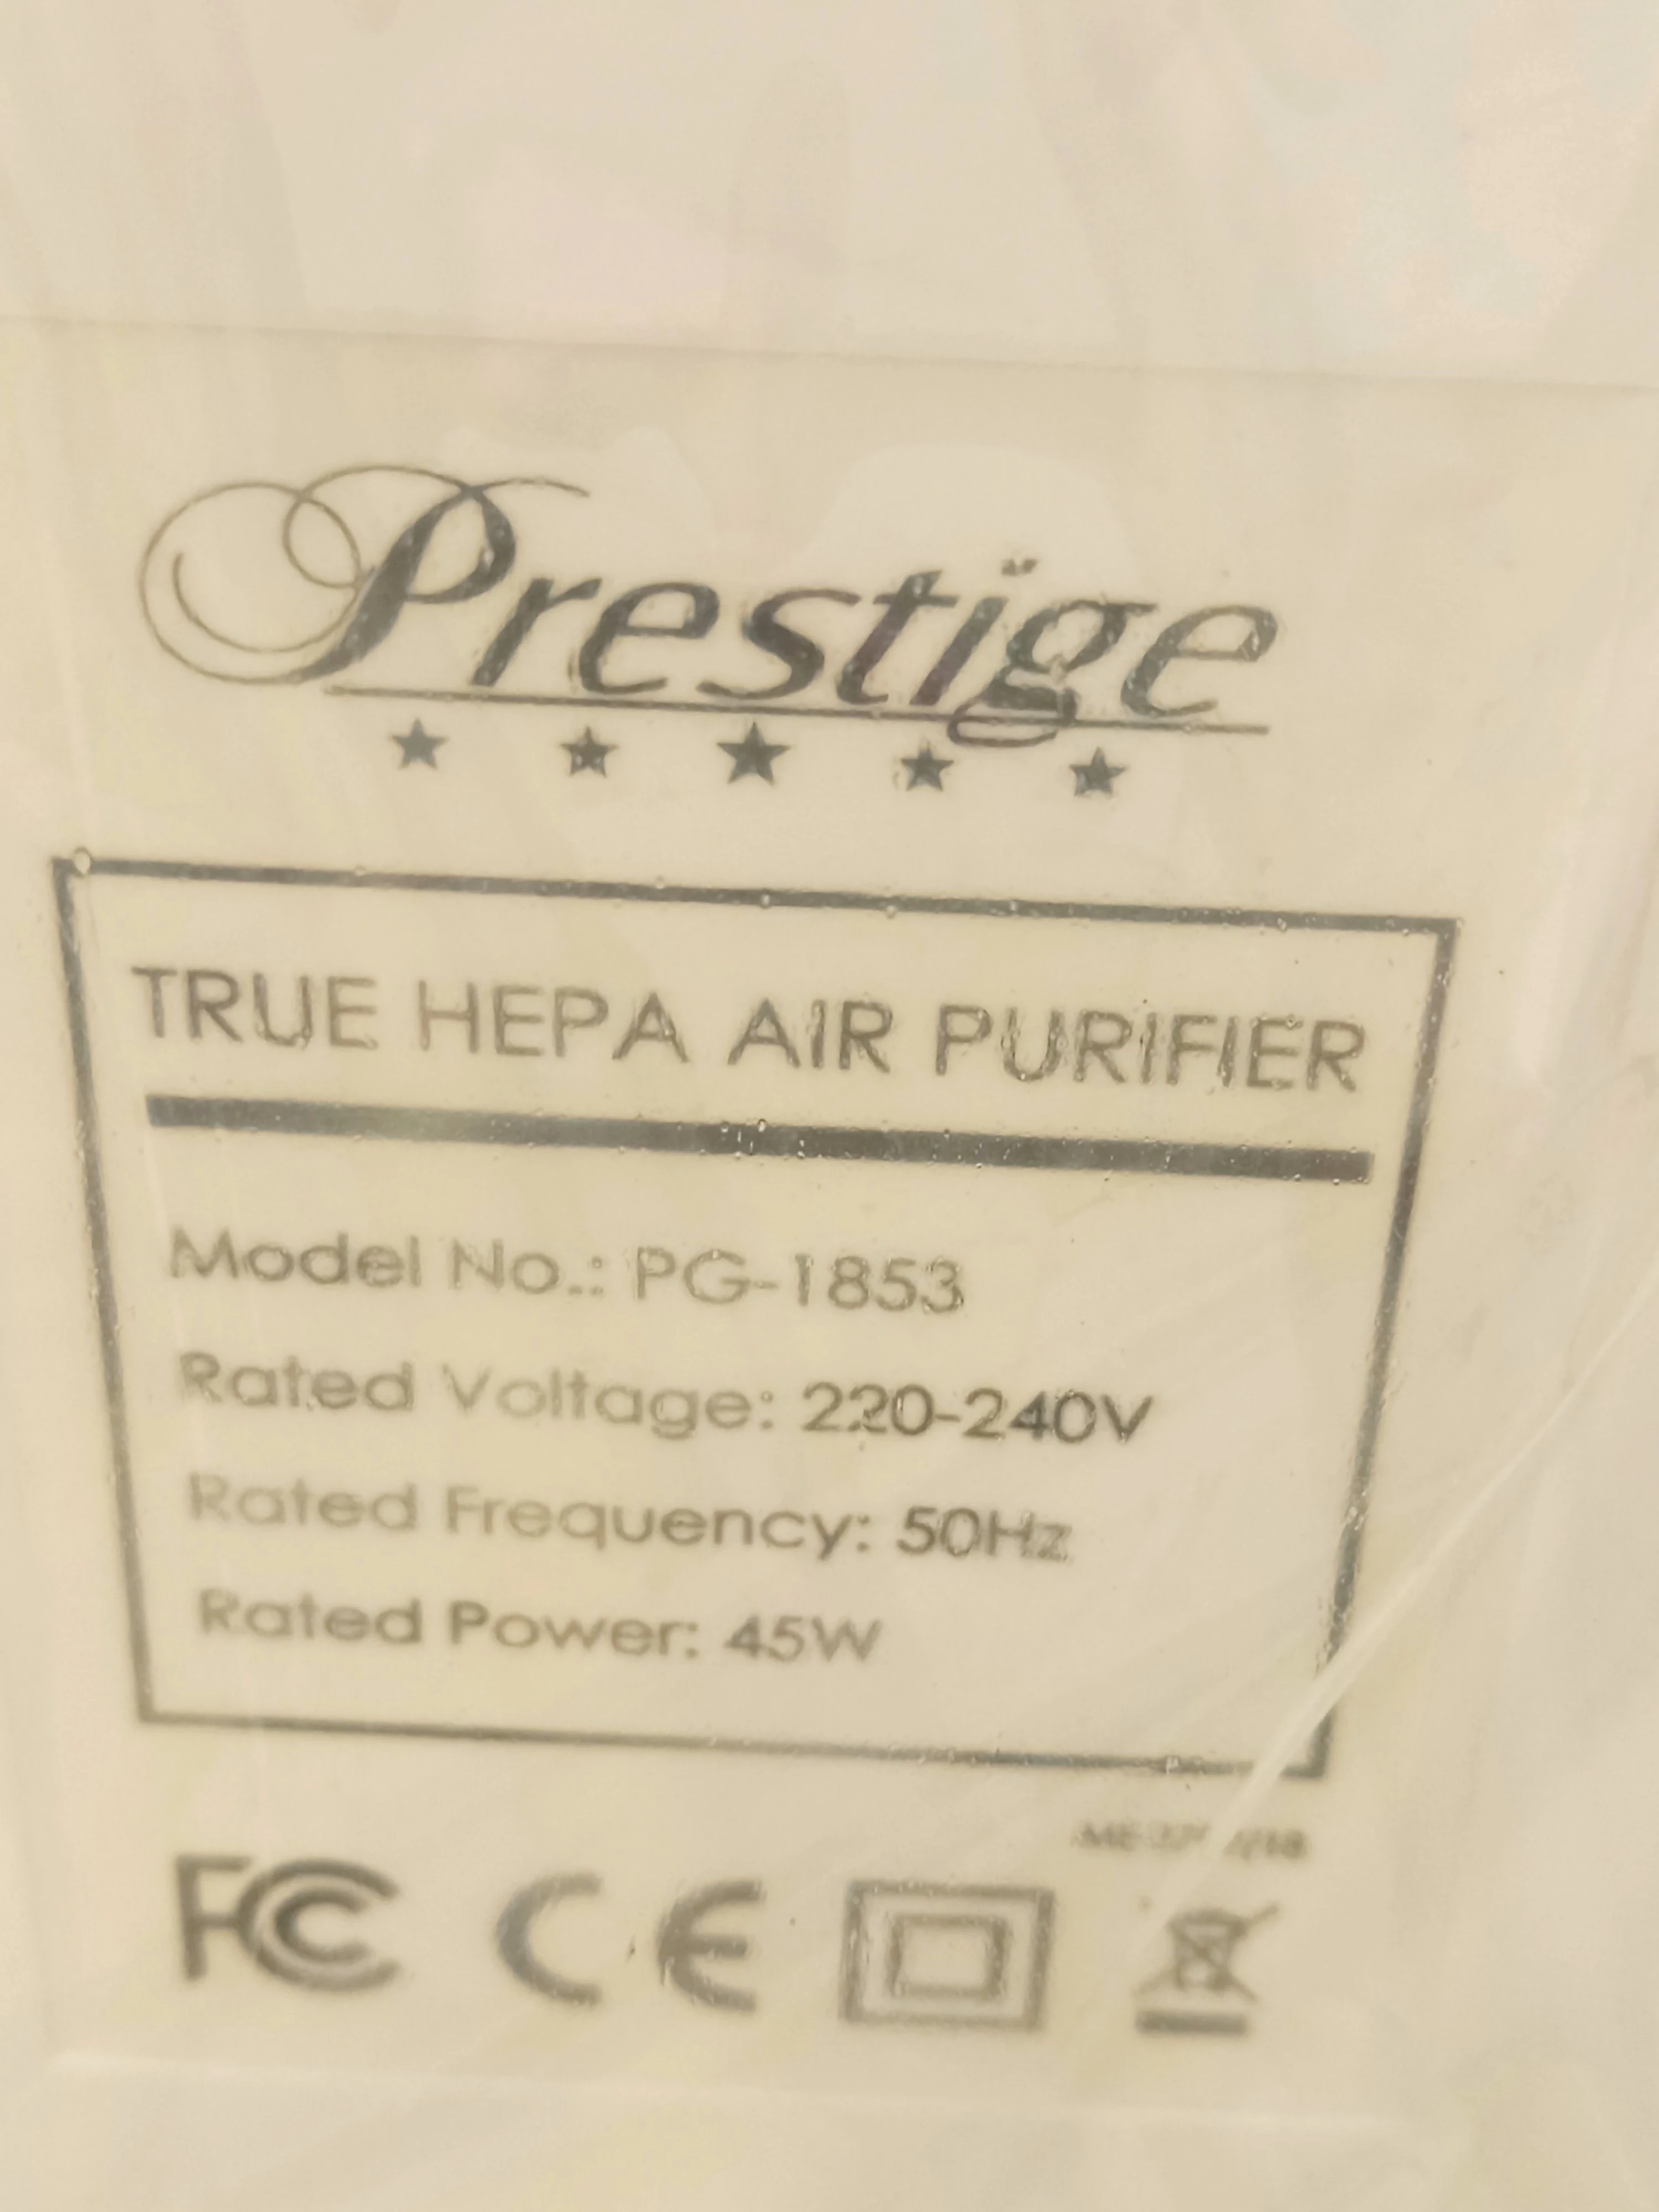 Prestige
TRUE HEPA AIR PURIFIER
Model No.: PG-1853
Rated Voltage: 220-240V
Rated Frequency: 50Hz
Rated Power: 45W
FC CE